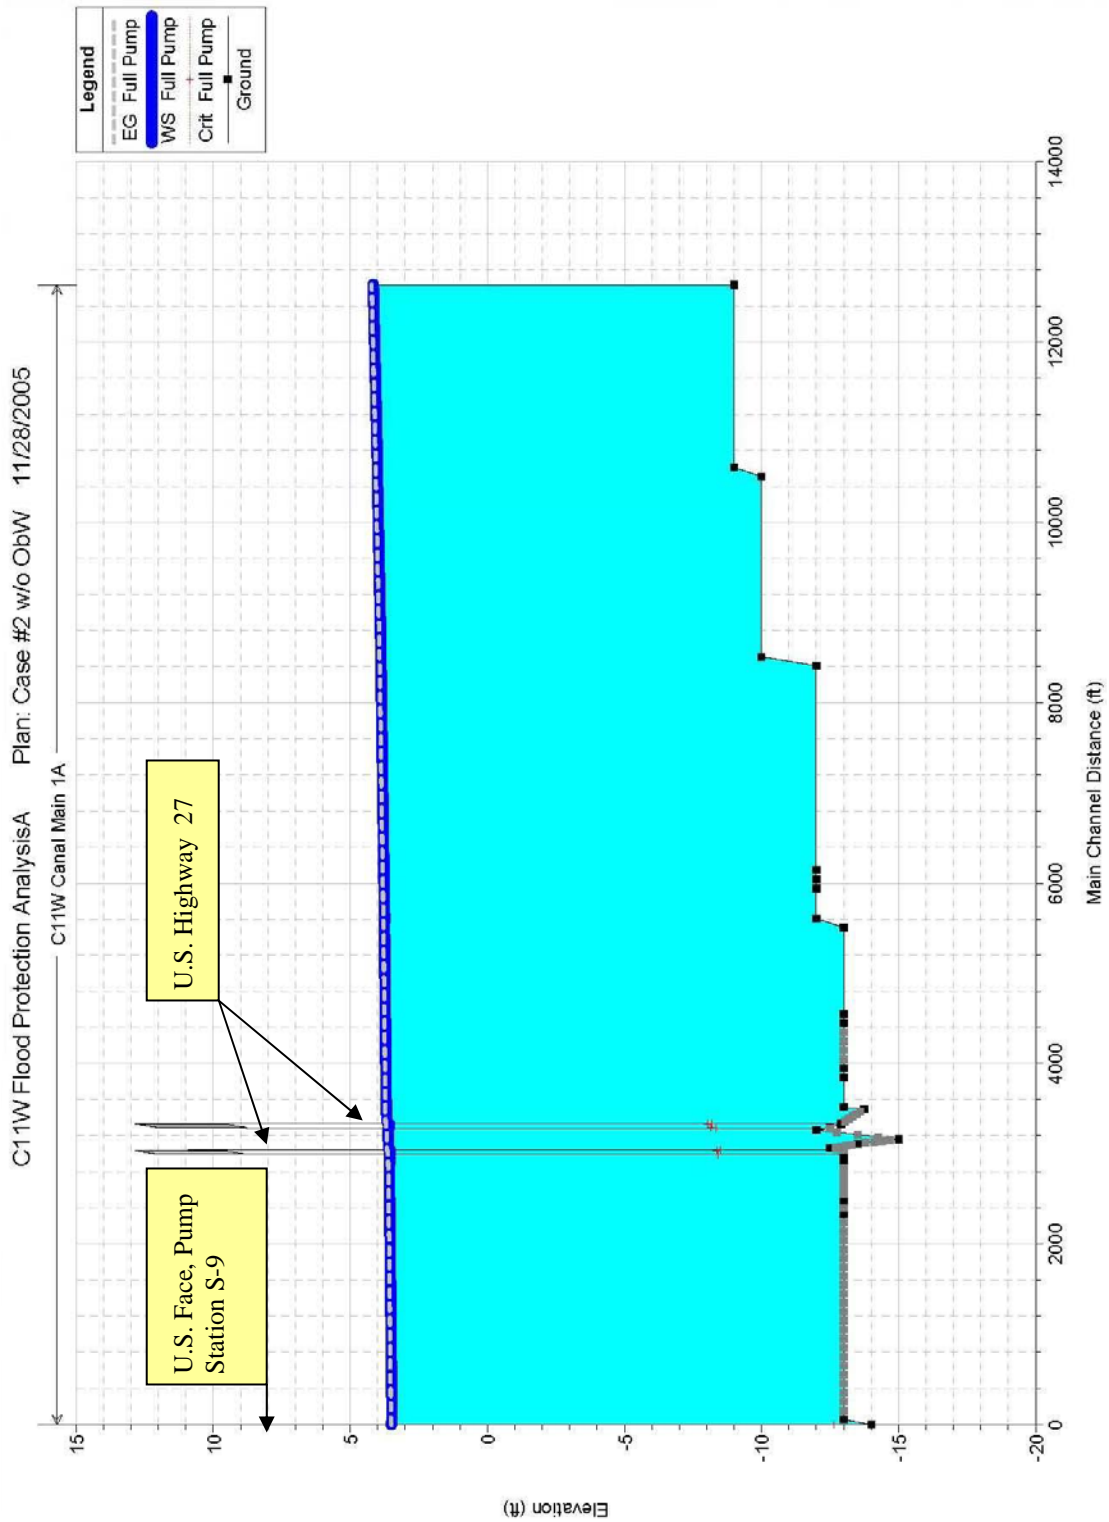 C11W Flood Protection AnalysisA Plan: Case #2 w/o ObW 11/28/2005
C11W Canal Main 1A
Legend
EG Full Pump
WS Full Pump
Crit Full Pump
Ground
U.S. Face, Pump
Station S-9
U.S. Highway 27
Elevation (ft)
15
10
5
0
-5
-10
-15
-20
0
2000
4000
6000
8000
10000
12000
14000
Main Channel Distance (ft)